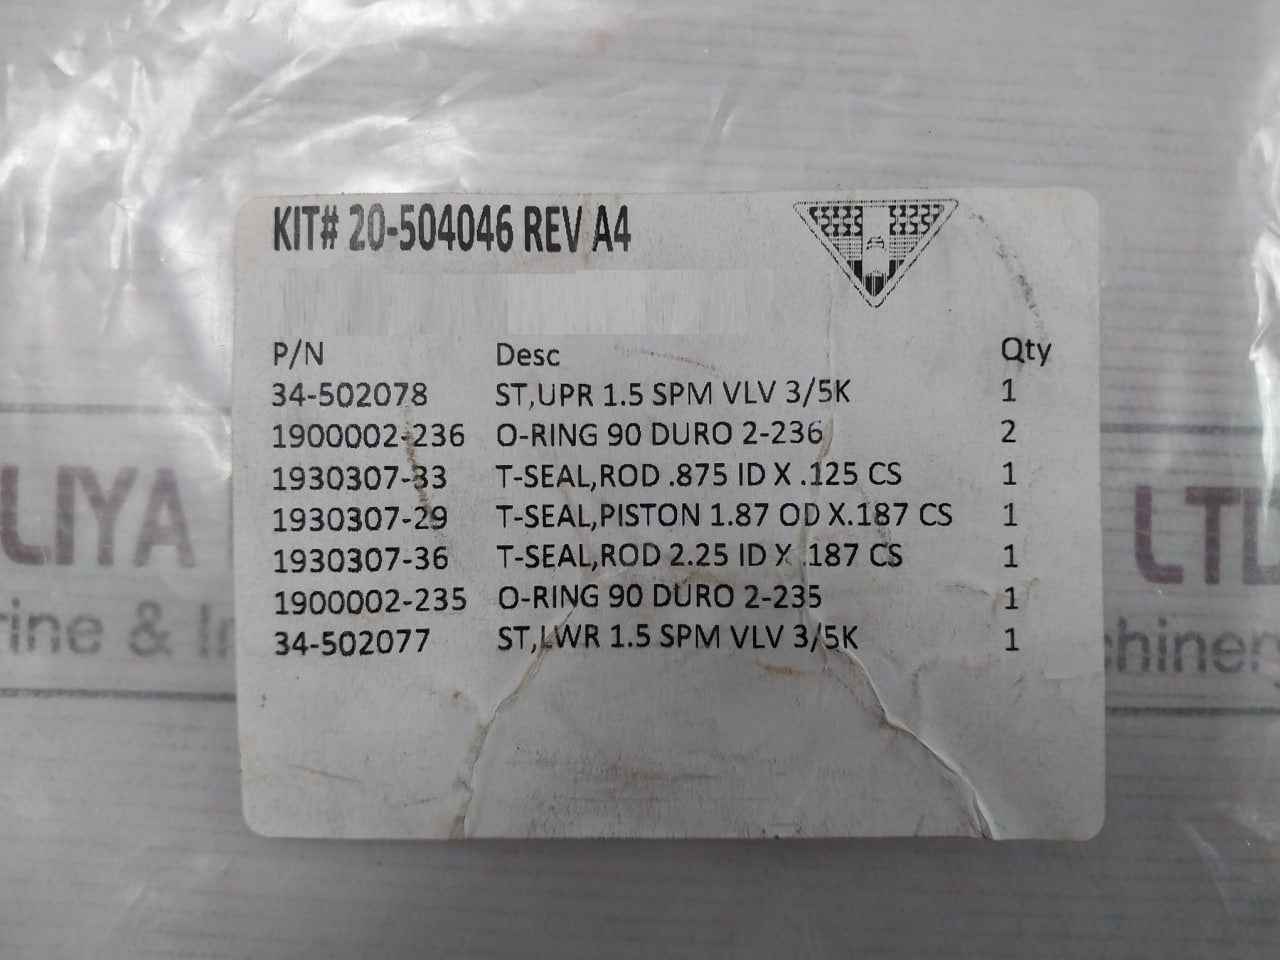 KIT# 20-504046 REV A4
P/N Desc Qty
34-502078 ST,UPR 1.5 SPM VLV 3/5K 1
1900002-236 O-RING 90 DURO 2-236 2
1930307-33 T-SEAL,ROD .875 ID X .125 CS 1
1930307-29 T-SEAL,PISTON 1.87 OD X.187 CS 1
1930307-36 T-SEAL,ROD 2.25 ID X .187 CS 1
1900002-235 O-RING 90 DURO 2-235 1
34-502077 ST,LWR 1.5 SPM VLV 3/5K 1
LIYA LTD
rine & In chinery